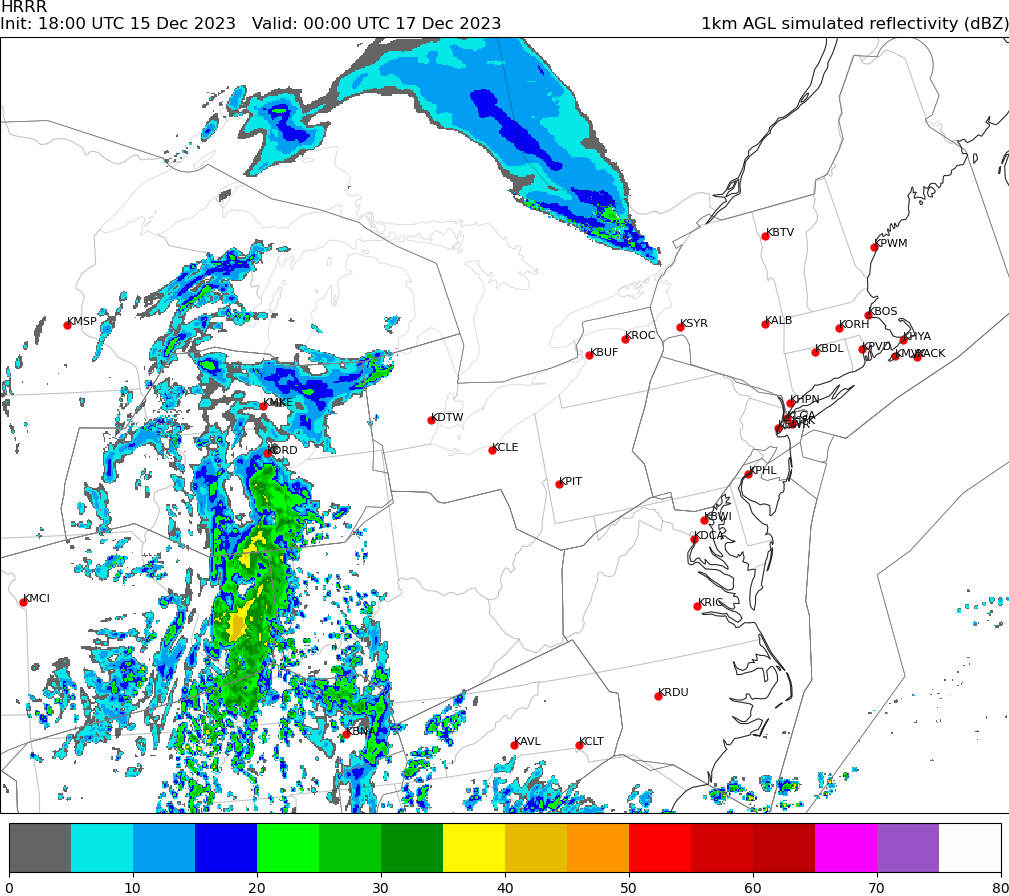 HRRR
Init: 18:00 UTC 15 Dec 2023 Valid: 00:00 UTC 17 Dec 2023 1km AGL simulated reflectivity (dBZ)
KBTV
KPWM
KMSP
KBOS
KSYR
KALB
KORH
KROC
KHYA
KBUF
KBDL
KPVD
KACK
KMKE
KHPN
KLGA
KDTW
KORD
KCLE
KPHL
KPIT
KBWI
KDCA
KMCI
KRIC
KRDU
KBNA
KAVL
KCLT
0 10 20 30 40 50 60 70 80